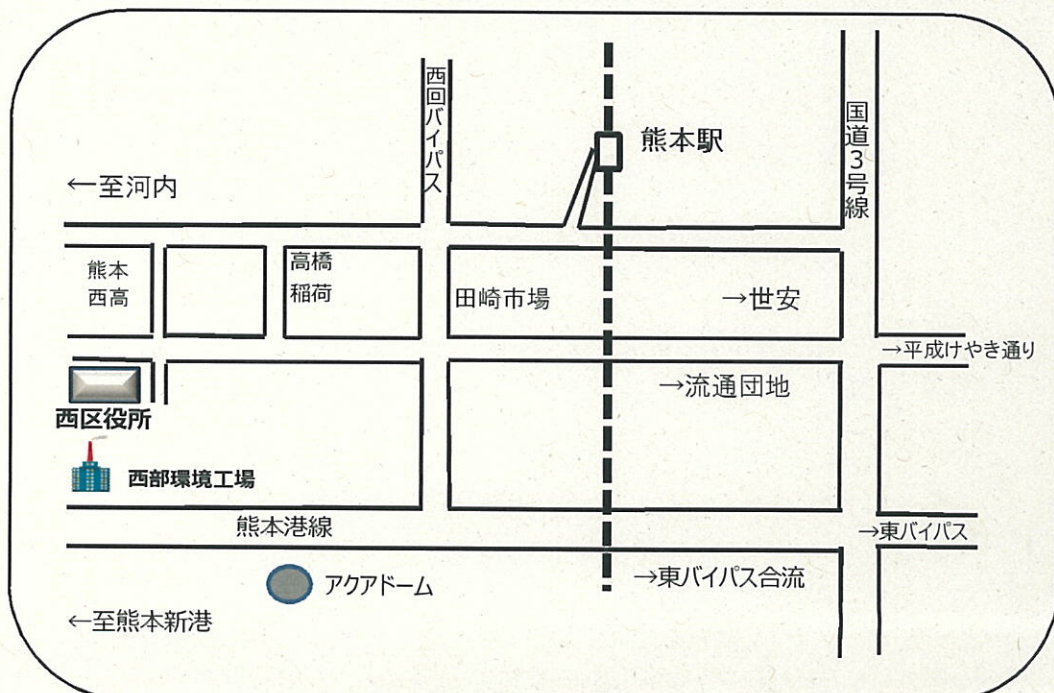 西回バイパス
国道3号線
熊本駅
←至河内
熊本
西高
高橋
稲荷
田崎市場
→世安
→平成けやき通り
→流通団地
西区役所
西部環境工場
熊本港線
→東バイパス
アクアドーム
→東バイパス合流
←至熊本新港